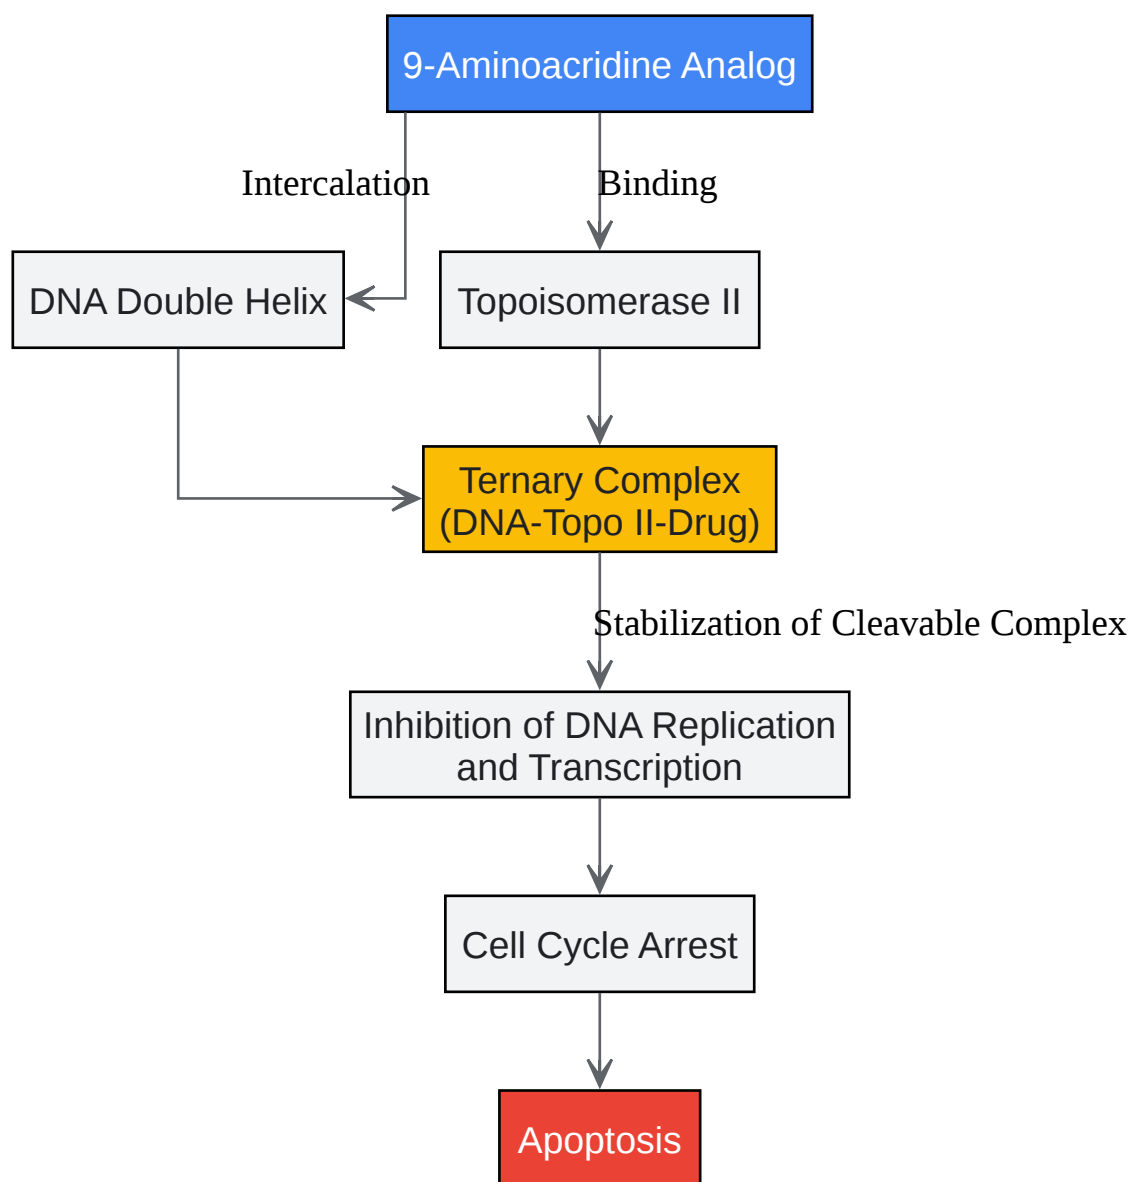 9-Aminoacridine Analog
Intercalation
Binding
DNA Double Helix
Topoisomerase II
Ternary Complex
(DNA-Topo II-Drug)
Stabilization of Cleavable Complex
Inhibition of DNA Replication
and Transcription
Cell Cycle Arrest
Apoptosis